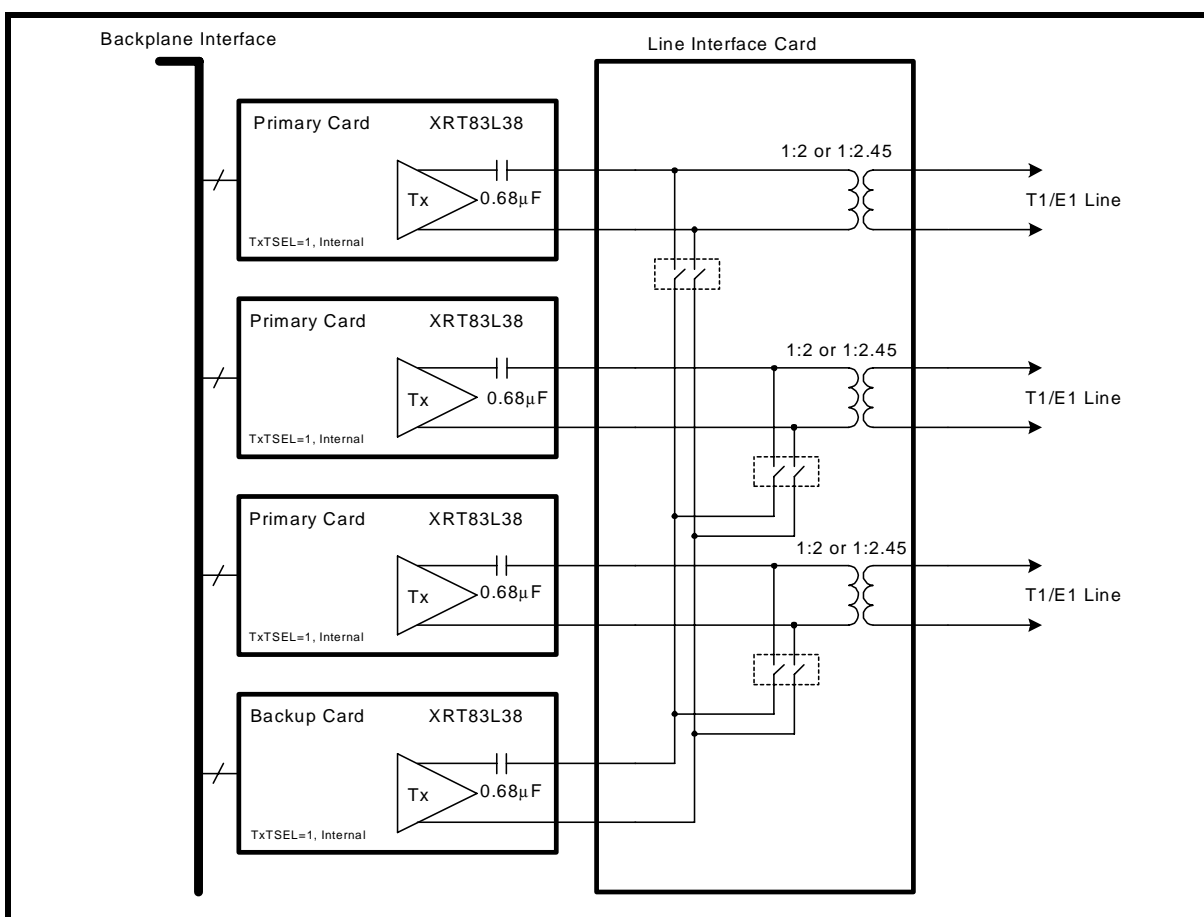 Backplane Interface
Line Interface Card
Primary Card XRT83L38
Tx
0.68µF
TxTSEL=1, Internal
1:2 or 1:2.45
T1/E1 Line
Primary Card XRT83L38
Tx
0.68µF
TxTSEL=1, Internal
1:2 or 1:2.45
T1/E1 Line
Primary Card XRT83L38
Tx
0.68µF
TxTSEL=1, Internal
1:2 or 1:2.45
T1/E1 Line
Backup Card XRT83L38
Tx
0.68µF
TxTSEL=1, Internal